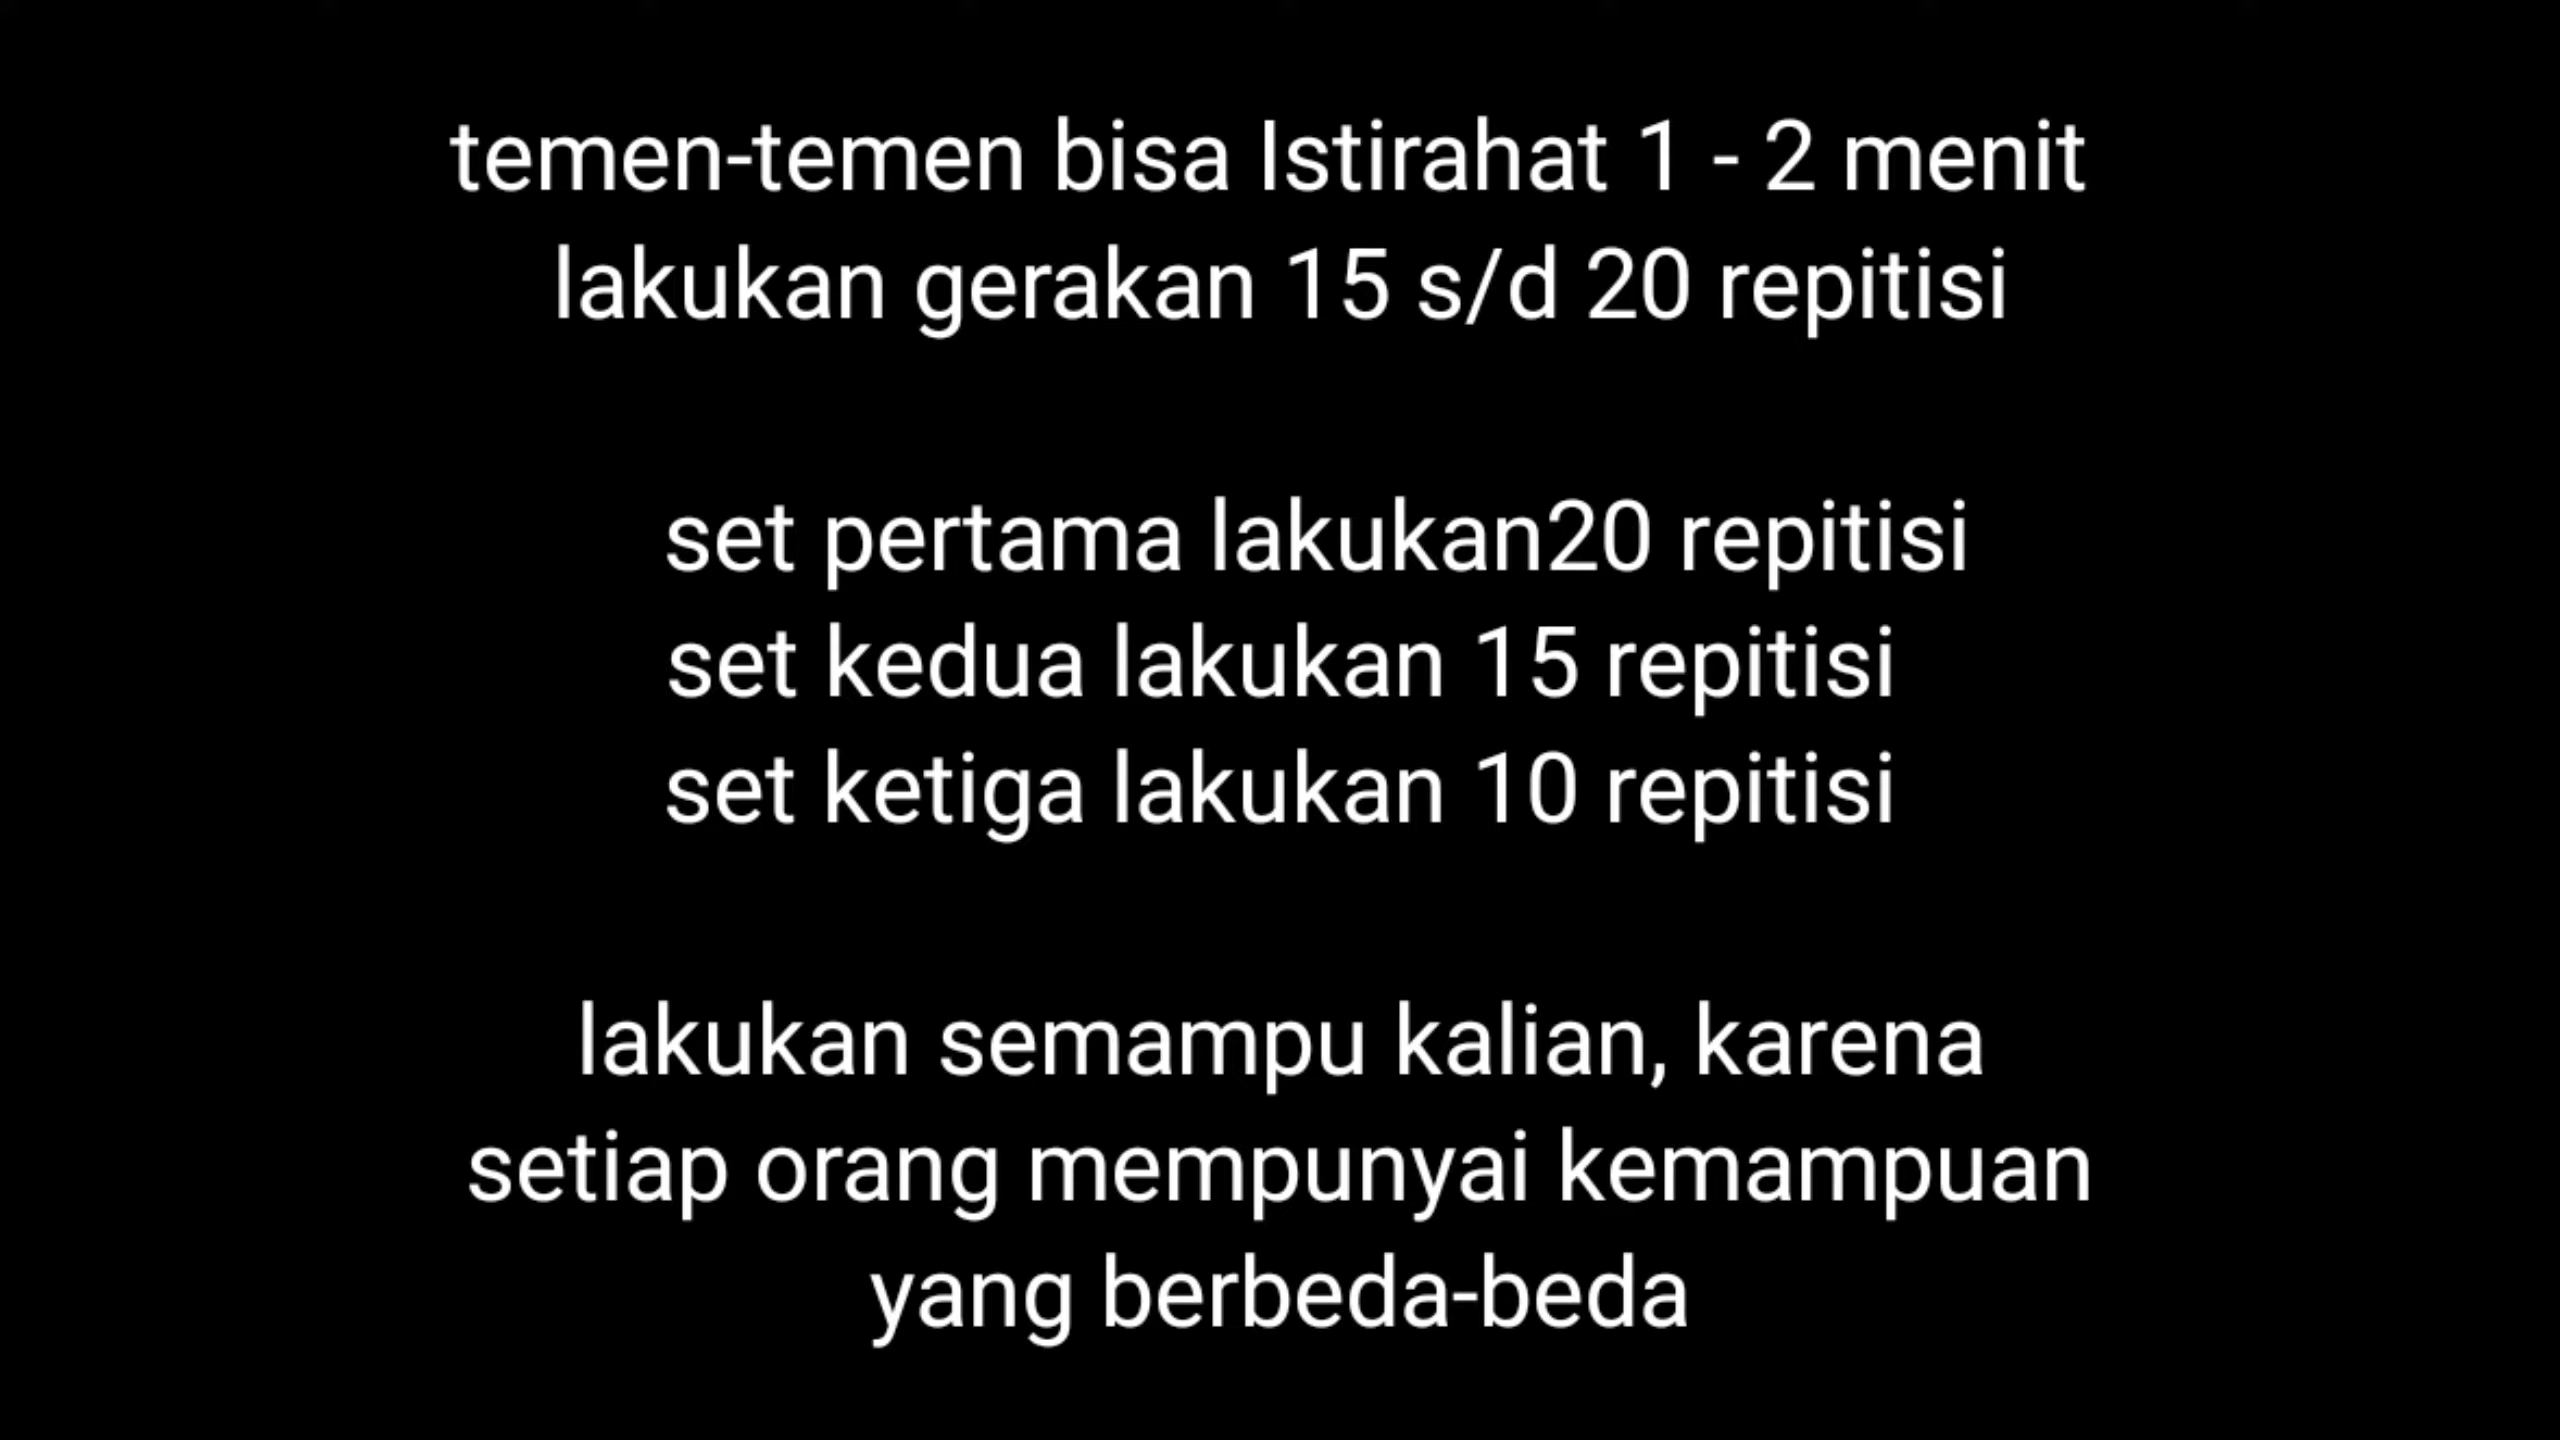 temen-temen bisa Istirahat 1 - 2 menit
lakukan gerakan 15 s/d 20 repitisi
set pertama lakukan20 repitisi
set kedua lakukan 15 repitisi
set ketiga lakukan 10 repitisi
lakukan semampu kalian, karena
setiap orang mempunyai kemampuan
yang berbeda-beda